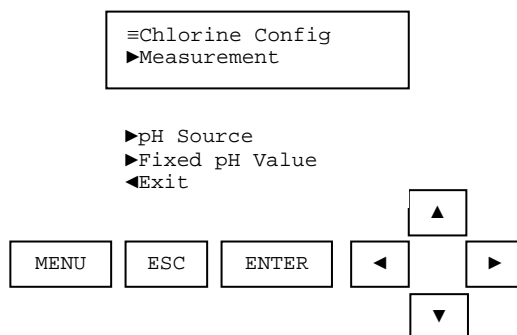 ≡Chlorine Config
►Measurement
►pH Source
►Fixed pH Value
◄Exit
▲
MENU ESC ENTER ◄ ►
▼